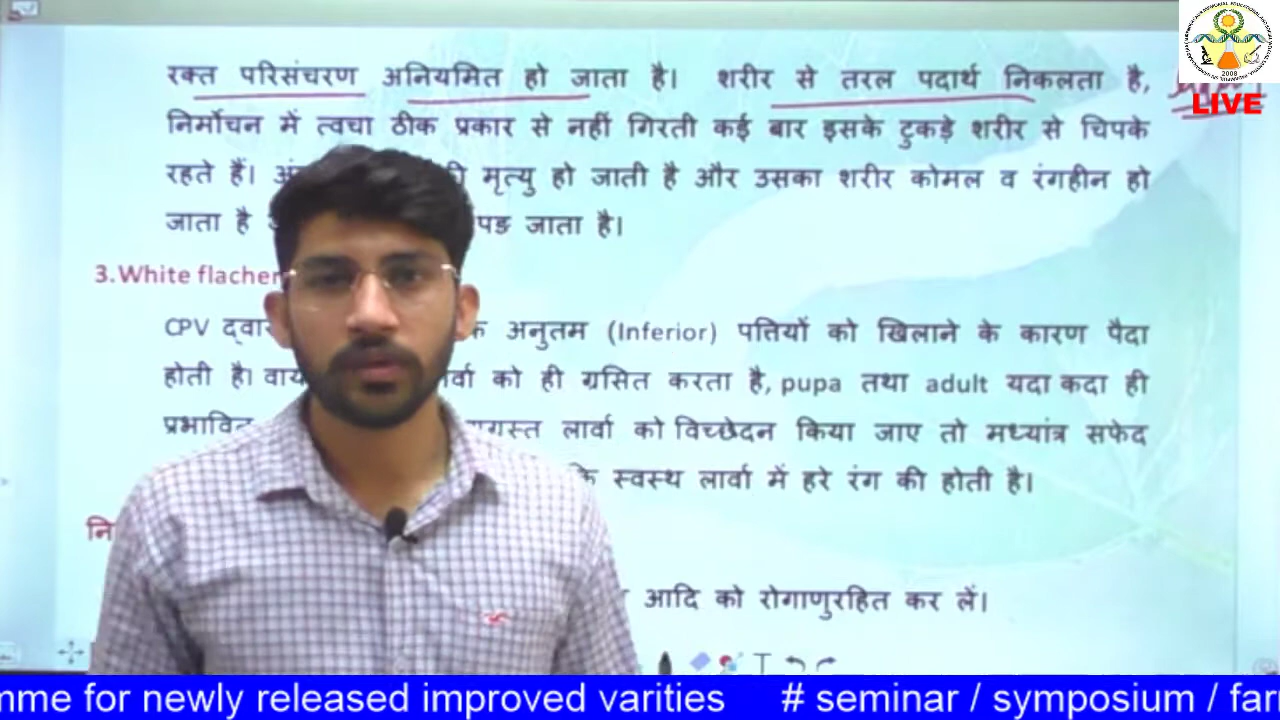 रक्त परिसंचरण अनियमित हो जाता है। शरीर से तरल पदार्थ निकलता है,
निर्मोचन में त्वचा ठीक प्रकार से नहीं गिरती कई बार इसके टुकड़े शरीर से चिपके
रहते हैं। मृत्यु हो जाती है और उसका शरीर कोमल व रंगहीन हो
जाता है पड जाता है।
3.White flacher
CPV द्वार अनुतम (Inferior) पत्तियों को खिलाने के कारण पैदा
होती है। को ही ग्रसित करता है, pupa तथा adult यदा कदा ही
लार्वा को विच्छेदन किया जाए तो मध्यांत्र सफेद
स्वस्थ लार्वा में हरे रंग की होती है।
नि
आदि को रोगाणुरहित कर लें।
2008
LIVE
mme for newly released improved varities # seminar / symposium / far